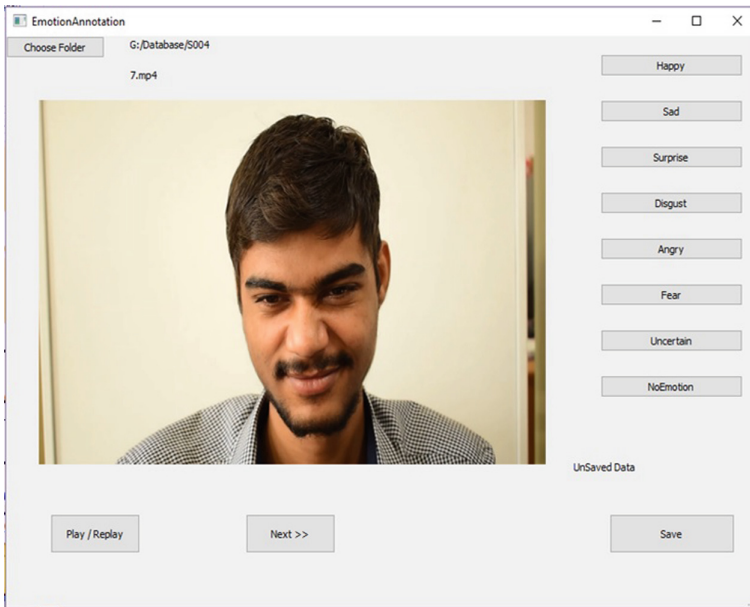 EmotionAnnotation
Choose Folder
G:/Database/S004
7.mp4
Happy
Sad
Surprise
Disgust
Angry
Fear
Uncertain
NoEmotion
UnSaved Data
Play / Replay
Next >>
Save